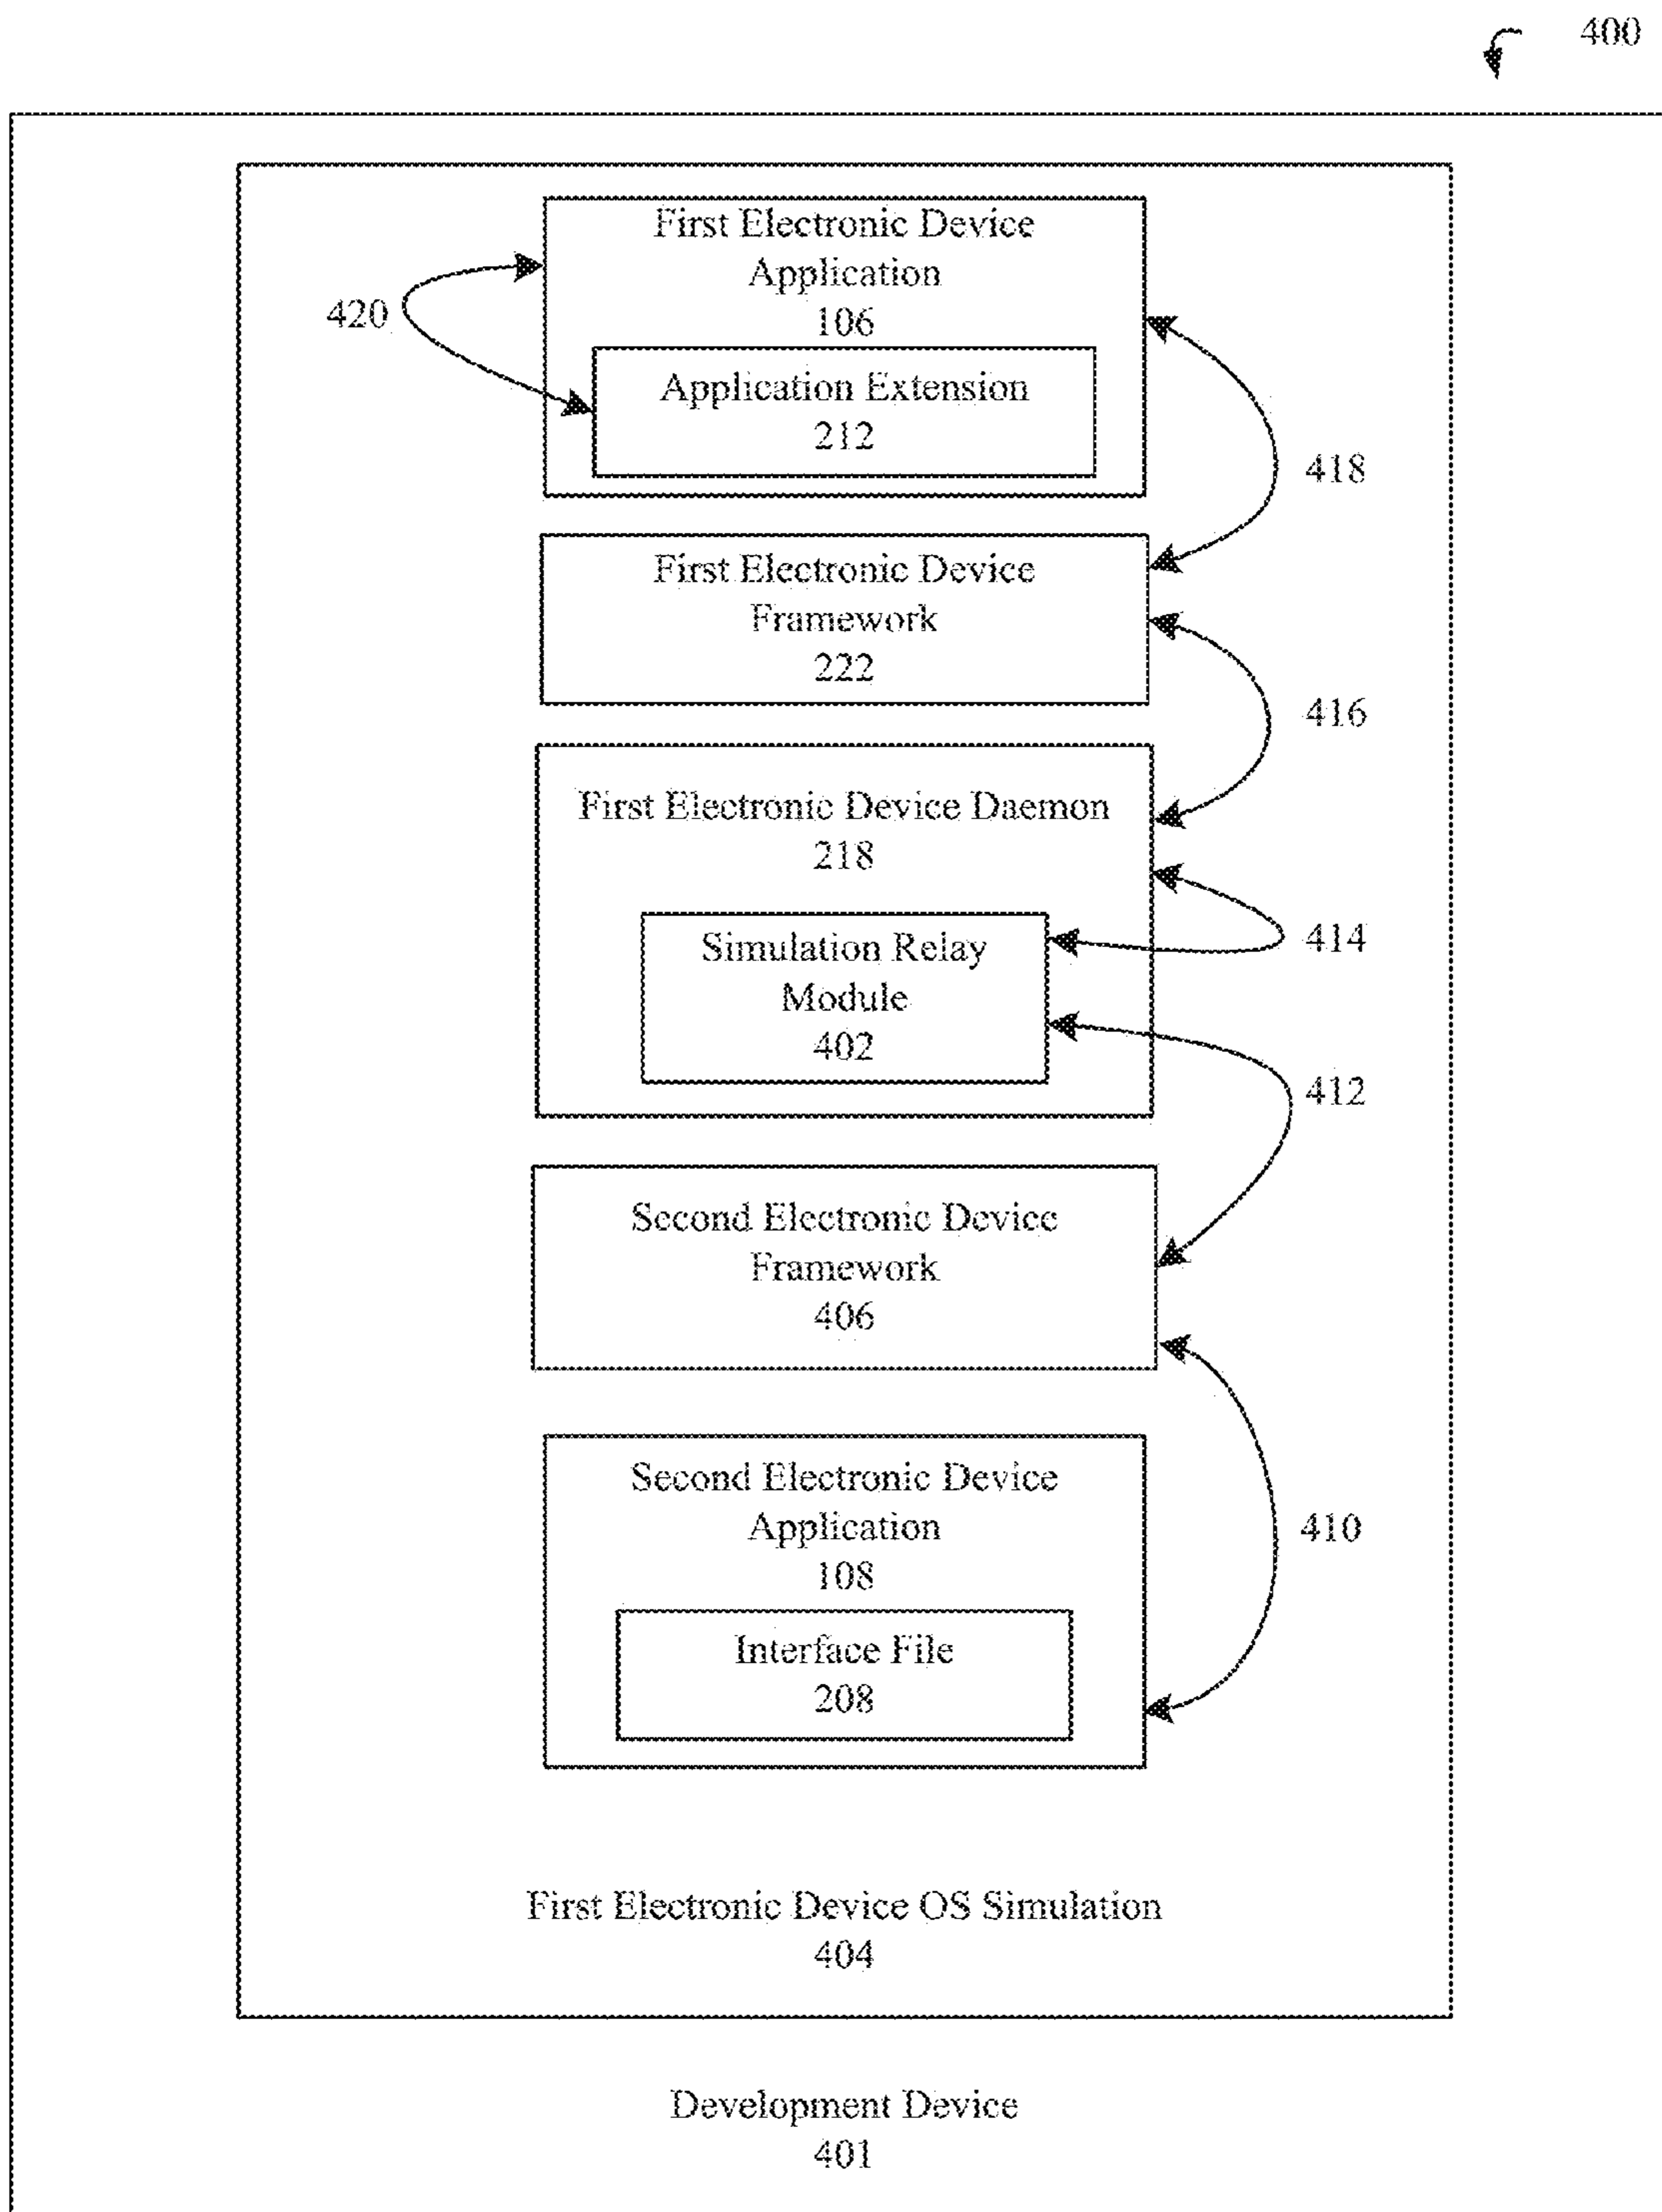 400
First Electronic Device
Application
106
420
Application Extension
212
418
First Electronic Device
Framework
222
416
First Electronic Device Daemon
218
414
Simulation Relay
Module
402
412
Second Electronic Device
Framework
406
Second Electronic Device
Application
108
410
Interface File
208
First Electronic Device OS Simulation
404
Development Device
401